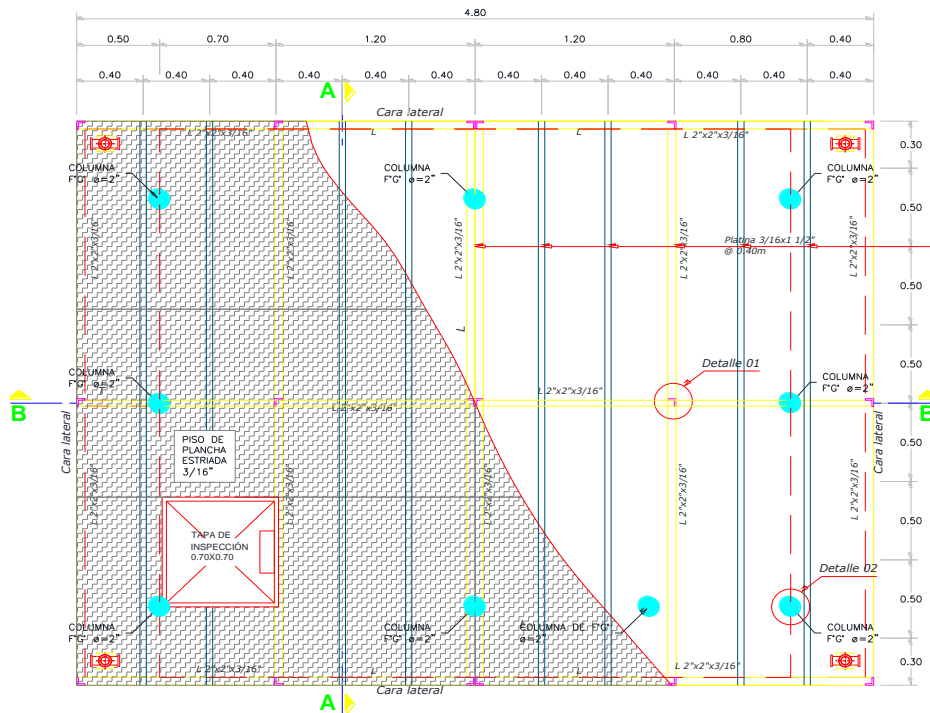 4.80
0.50 0.70 1.20 1.20 0.80 0.40
0.40 0.40 0.40 0.40 0.40 0.40 0.40 0.40 0.40 0.40 0.40 0.40
A
Cara lateral Cara lateral
L 2"x2"x3/16" L L L 2"x2"x3/16"
0.30
COLUMNA
F°G° ø=2"
COLUMNA
F°G° ø=2"
COLUMNA
F°G° ø=2"
0.50
L 2"x2"x3/16"
L 2"x2"x3/16"
L 2"x2"x3/16"
L 2"x2"x3/16"
L 2"x2"x3/16"
Platina 3/16x1 1/2"
@ 0.40m
0.50
L
0.50
Detalle 01
COLUMNA
F°G° ø=2"
COLUMNA
F°G° ø=2"
L 2"x2"x3/16"
L 2"x2"x3/16"
B B
Cara lateral
Cara lateral
0.50
PISO DE
PLANCHA
ESTRIADA
3/16"
L 2"x2"x3/16"
L 2"x2"x3/16"
L 2"x2"x3/16"
L 2"x2"x3/16"
0.50
TAPA DE
INSPECCIÓN
0.70X0.70
Detalle 02
0.50
COLUMNA
F°G° ø=2"
COLUMNA
F°G° ø=2"
COLUMNA DE F°G°
ø=2"
COLUMNA
F°G° ø=2"
0.30
L 2"x2"x3/16" L L L 2"x2"x3/16"
Cara lateral
A